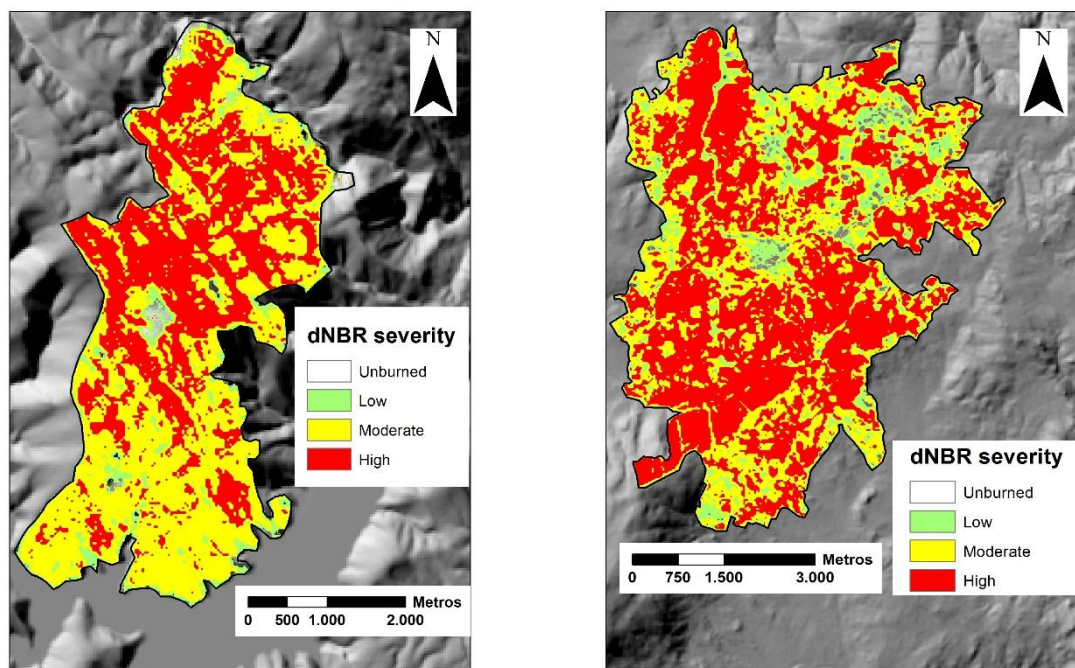 N
dNBR severity
Unburned
Low
Moderate
High
Metros
0 500 1.000 2.000
N
dNBR severity
Unburned
Low
Moderate
High
Metros
0 750 1.500 3.000